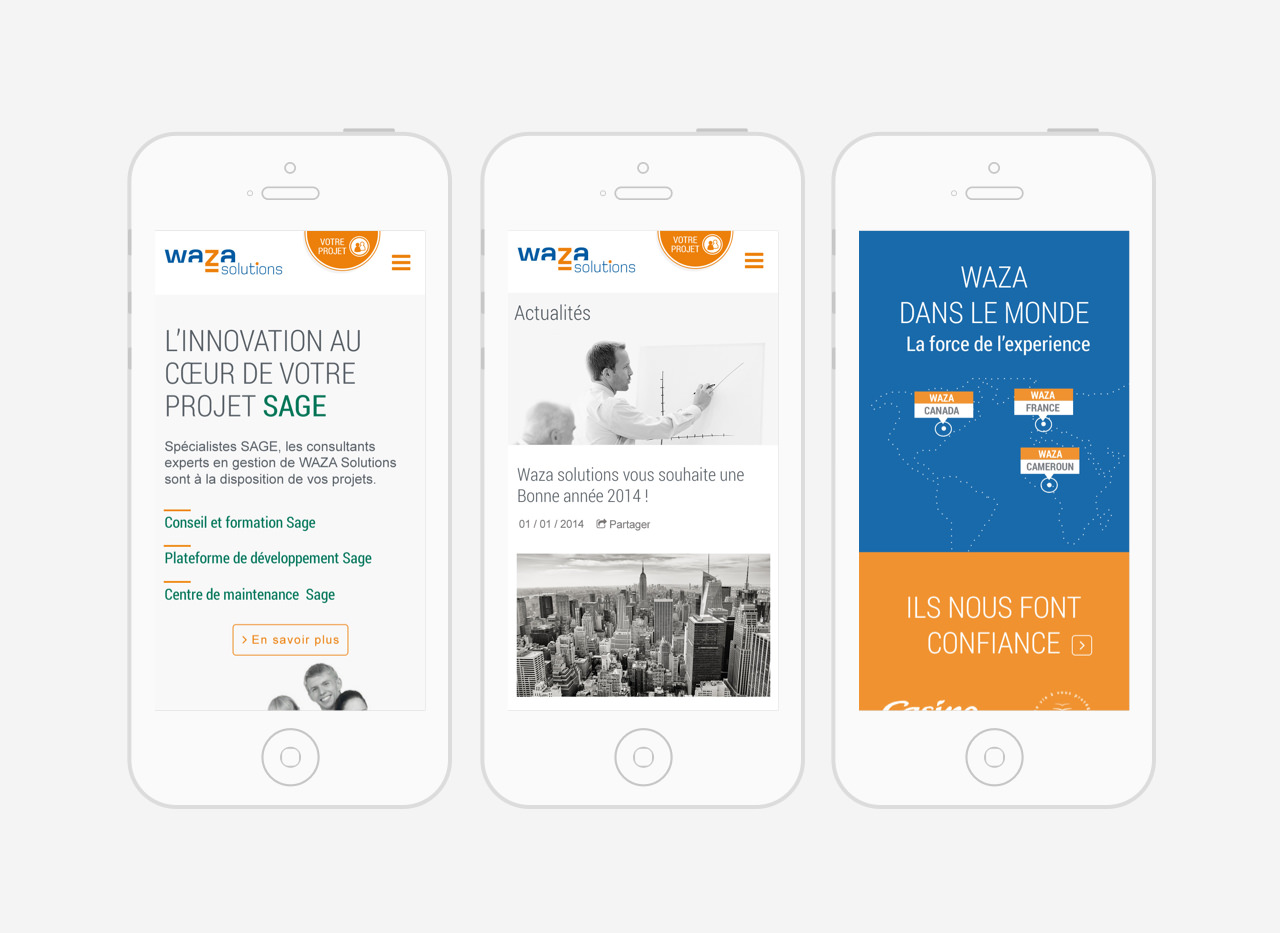 waza
solutions
VOTRE
PROJET
L'INNOVATION AU
CŒUR DE VOTRE
PROJET SAGE
Spécialistes SAGE, les consultants
experts en gestion de WAZA Solutions
sont à la disposition de vos projets.
Conseil et formation Sage
Plateforme de développement Sage
Centre de maintenance Sage
> En savoir plus
waza
solutions
VOTRE
PROJET
Actualités
Waza solutions vous souhaite une
Bonne année 2014 !
01 / 01 / 2014 Partager
WAZA
DANS LE MONDE
La force de l'experience
WAZA
CANADA
WAZA
FRANCE
WAZA
CAMEROUN
ILS NOUS FONT
CONFIANCE
Casino